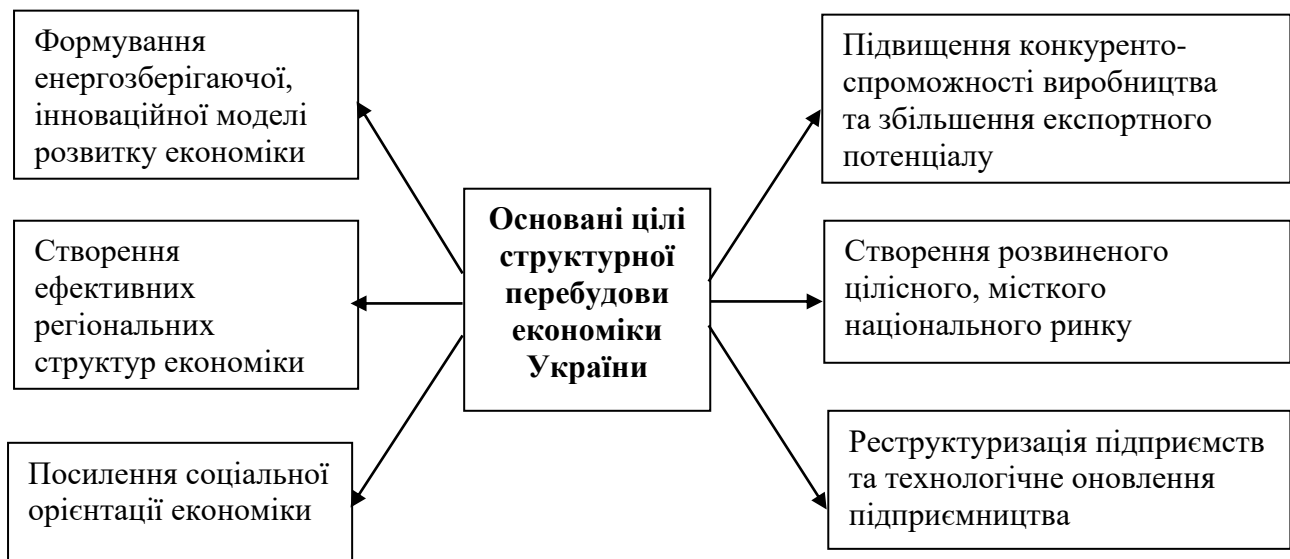 Формування
енергозберігаючої,
інноваційної моделі
розвитку економіки
Створення
ефективних
регіональних
структур економіки
Посилення соціальної
орієнтації економіки
Основані цілі
структурної
перебудови
економіки
України
Підвищення конкуренто-
спроможності виробництва
та збільшення експортного
потенціалу
Створення розвиненого
цілісного, місткого
національного ринку
Реструктуризація підприємств
та технологічне оновлення
підприємництва